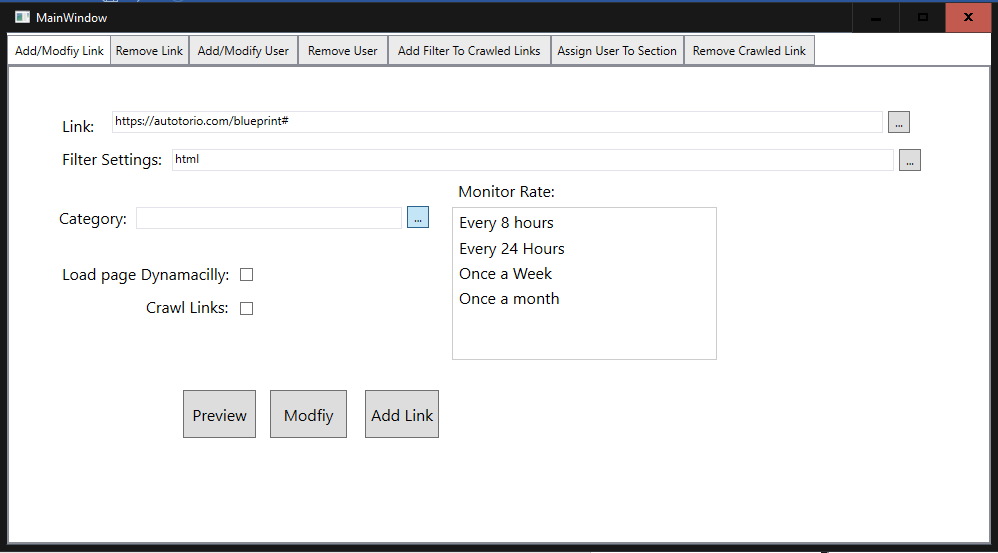 MainWindow
Add/Modfiy Link Remove Link Add/Modify User Remove User Add Filter To Crawled Links Assign User To Section Remove Crawled Link
Link: https://autotorio.com/blueprint# ...
Filter Settings: html ...
Monitor Rate:
Category: ...
Every 8 hours
Every 24 Hours
Once a Week
Once a month
Load page Dynamacilly:
Crawl Links:
Preview Modfiy Add Link